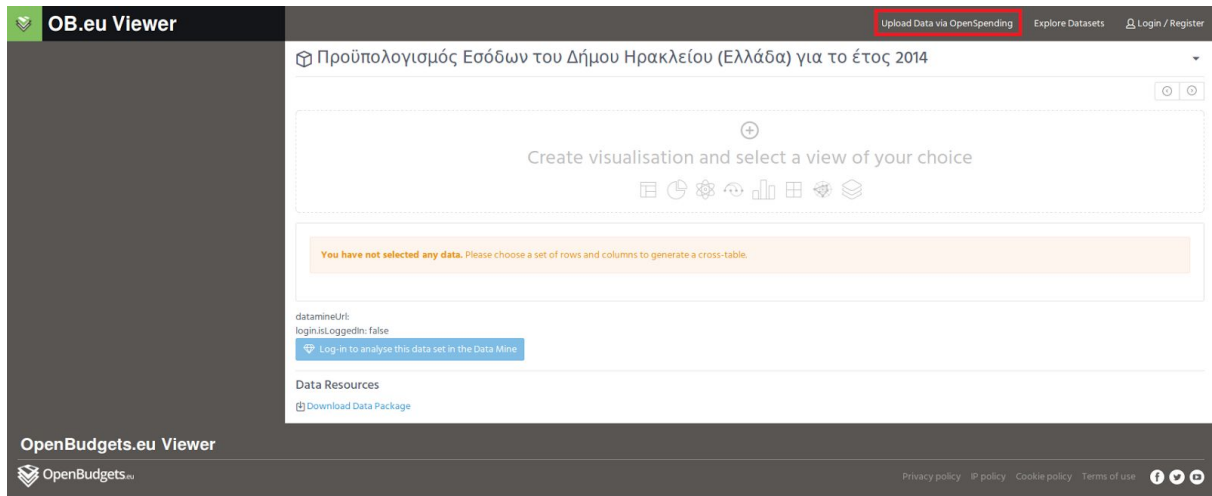 OB.eu Viewer
Upload Data via OpenSpending
Explore Datasets
Login / Register
Προϋπολογισμός Εσόδων του Δήμου Ηρακλείου (Ελλάδα) για το έτος 2014
Create visualisation and select a view of your choice
You have not selected any data. Please choose a set of rows and columns to generate a cross-table.
datamineUrl:
login.isLoggedIn: false
Log-in to analyse this data set in the Data Mine
Data Resources
Download Data Package
OpenBudgets.eu Viewer
OpenBudgets.eu
Privacy policy IP policy Cookie policy Terms of use